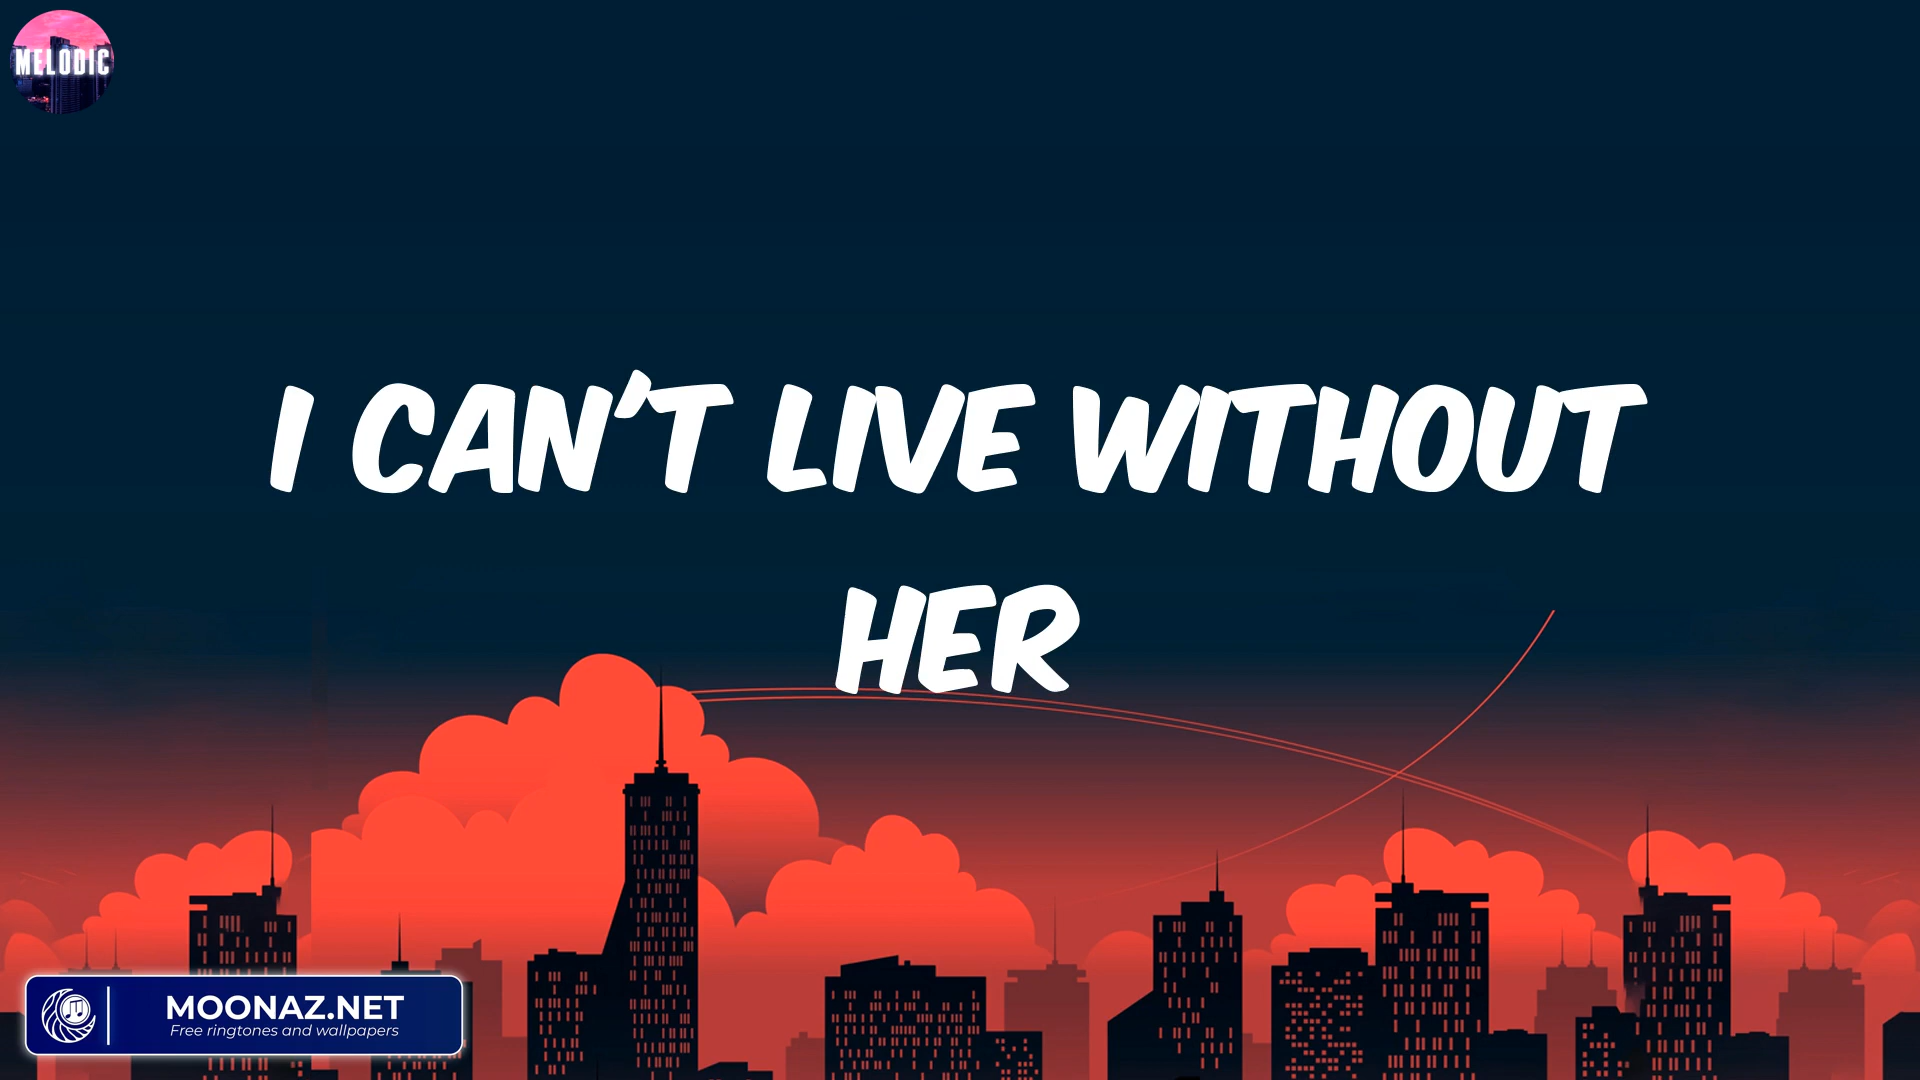 MELODIC
I CAN'T LIVE WITHOUT
HER
MOONAZ.NET
Free ringtones and wallpapers